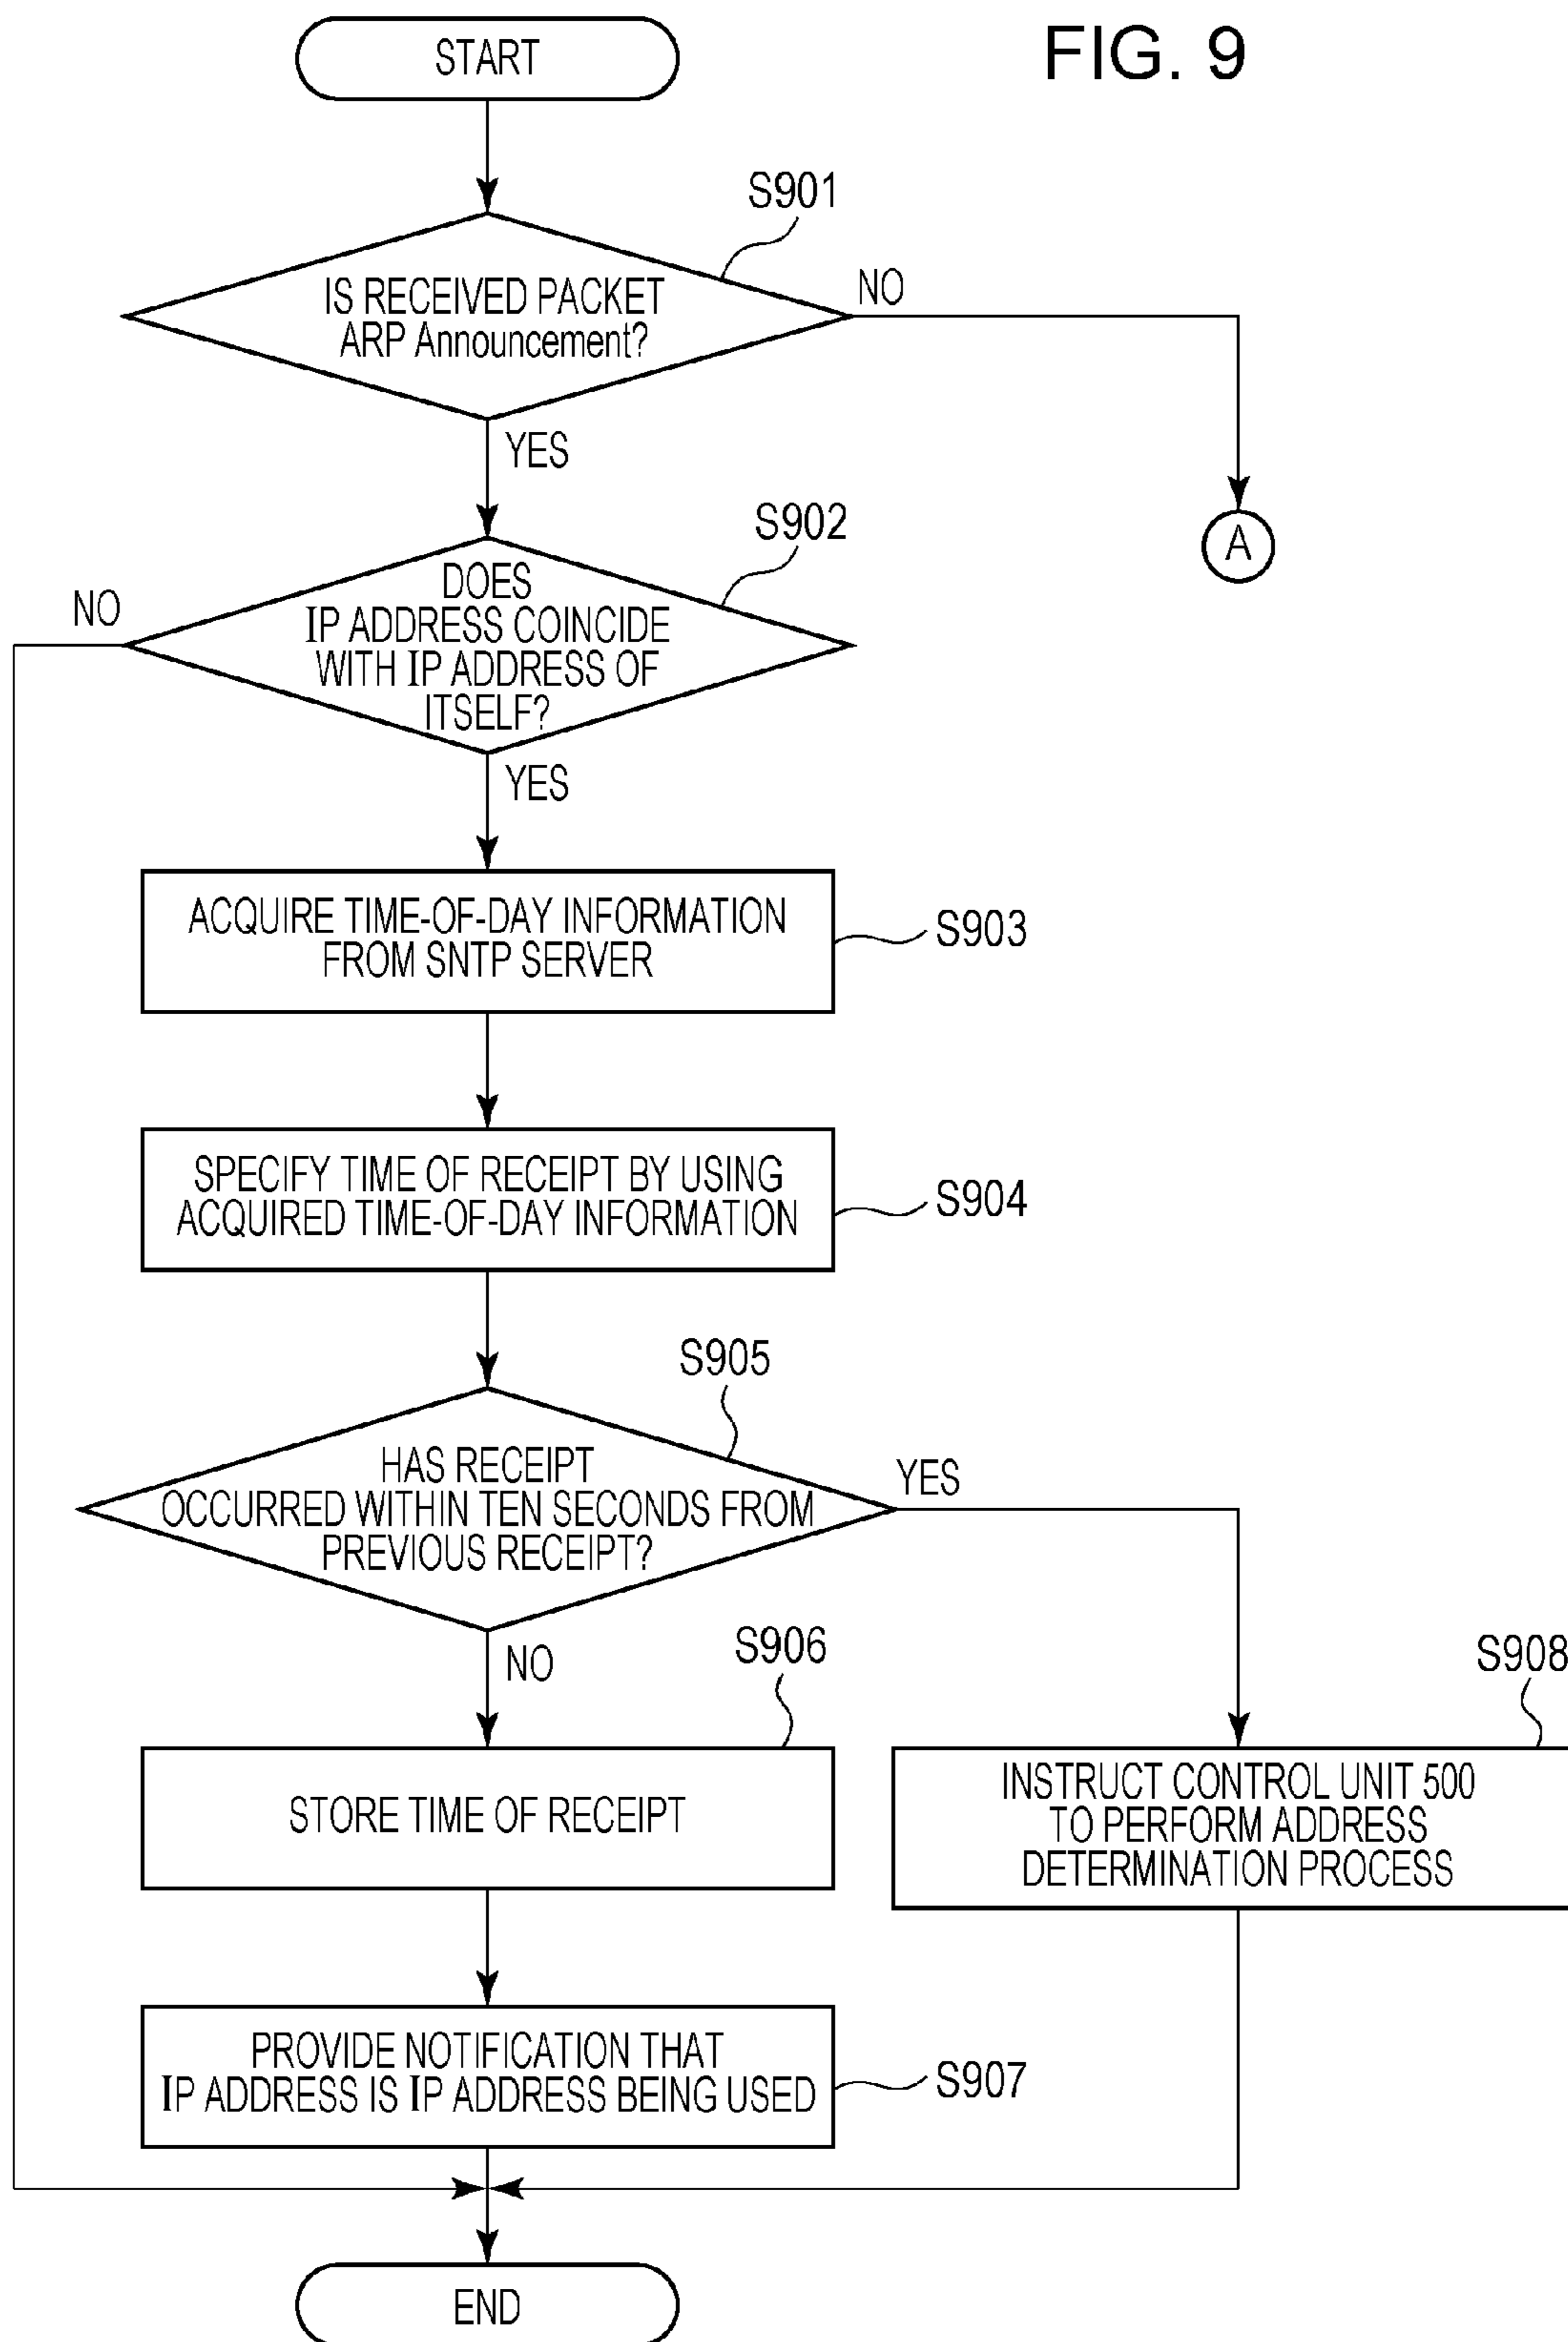 START
FIG. 9
S901
IS RECEIVED PACKET
ARP Announcement?
NO
YES
A
S902
DOES
IP ADDRESS COINCIDE
WITH IP ADDRESS OF
ITSELF?
NO
YES
ACQUIRE TIME-OF-DAY INFORMATION
FROM SNTP SERVER
S903
SPECIFY TIME OF RECEIPT BY USING
ACQUIRED TIME-OF-DAY INFORMATION
S904
S905
HAS RECEIPT
OCCURRED WITHIN TEN SECONDS FROM
PREVIOUS RECEIPT?
YES
NO
S906
STORE TIME OF RECEIPT
S908
INSTRUCT CONTROL UNIT 500
TO PERFORM ADDRESS
DETERMINATION PROCESS
PROVIDE NOTIFICATION THAT
IP ADDRESS IS IP ADDRESS BEING USED
S907
END